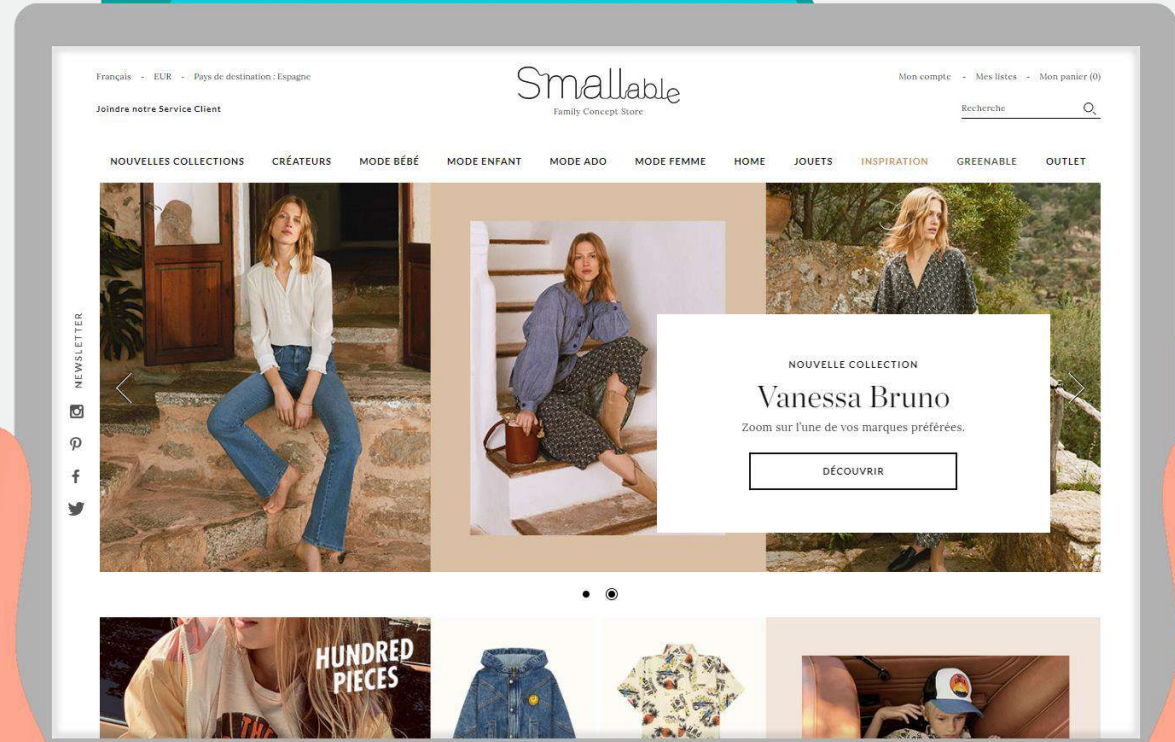 Français - EUR - Pays de destination : Espagne
Smallable
Family Concept Store
Mon compte - Mes listes - Mon panier (0)
Joindre notre Service Client
Recherche
NOUVELLES COLLECTIONS CRÉATEURS MODE BÉBÉ MODE ENFANT MODE ADO MODE FEMME HOME JOUETS INSPIRATION GREENABLE OUTLET
NEWSLETTER
NOUVELLE COLLECTION
Vanessa Bruno
Zoom sur l'une de vos marques préférées.
DÉCOUVRIR
HUNDRED
PIECES
THE